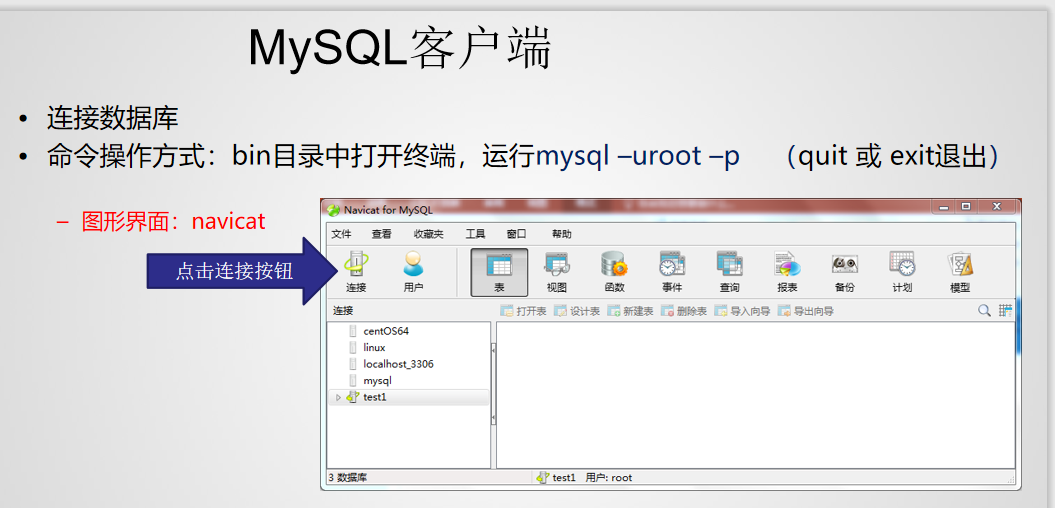 MySQL客户端
• 连接数据库
• 命令操作方式：bin目录中打开终端，运行mysql –uroot –p （quit 或 exit退出）
– 图形界面：navicat
点击连接按钮
Navicat for MySQL
文件 查看 收藏夹 工具 窗口 帮助
连接 用户 表 视图 函数 事件 查询 报表 备份 计划 模型
连接 打开表 设计表 新建表 删除表 导入向导 导出向导
centOS64
linux
localhost_3306
mysql
test1
3 数据库 test1 用户: root